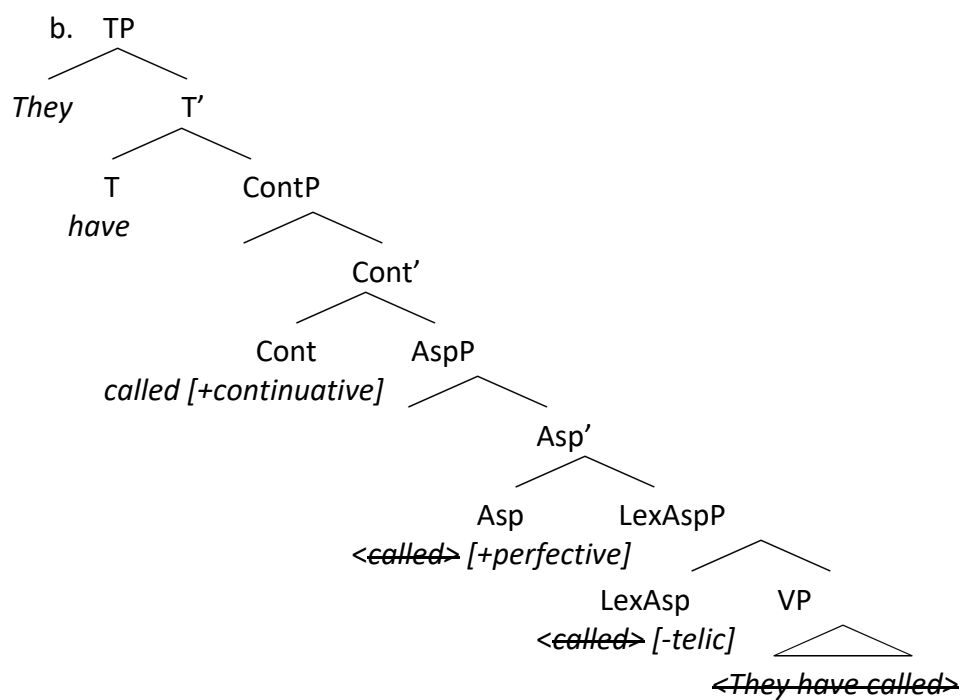 b. TP
They T’
T ContP
have
Cont’
Cont AspP
called [+continuative]
Asp’
Asp LexAspP
<called> [+perfective]
LexAsp VP
<called> [-telic]
<They have called>